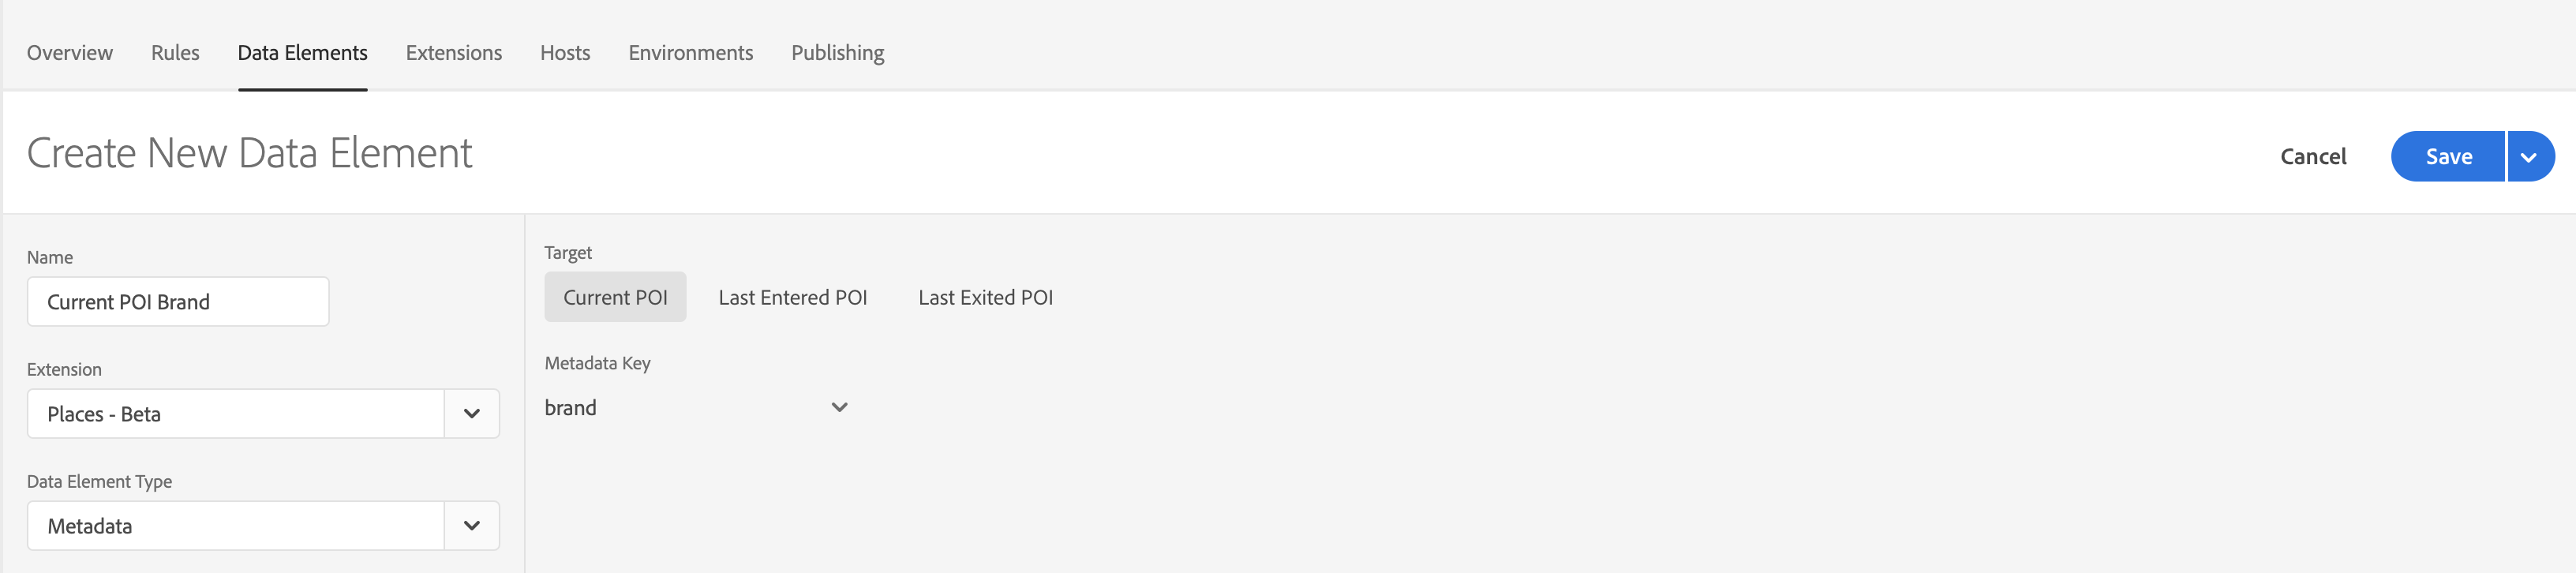 Overview Rules Data Elements Extensions Hosts Environments Publishing
Create New Data Element
Cancel Save
Name
Current POI Brand
Extension
Places - Beta
Data Element Type
Metadata
Target
Current POI Last Entered POI Last Exited POI
Metadata Key
brand